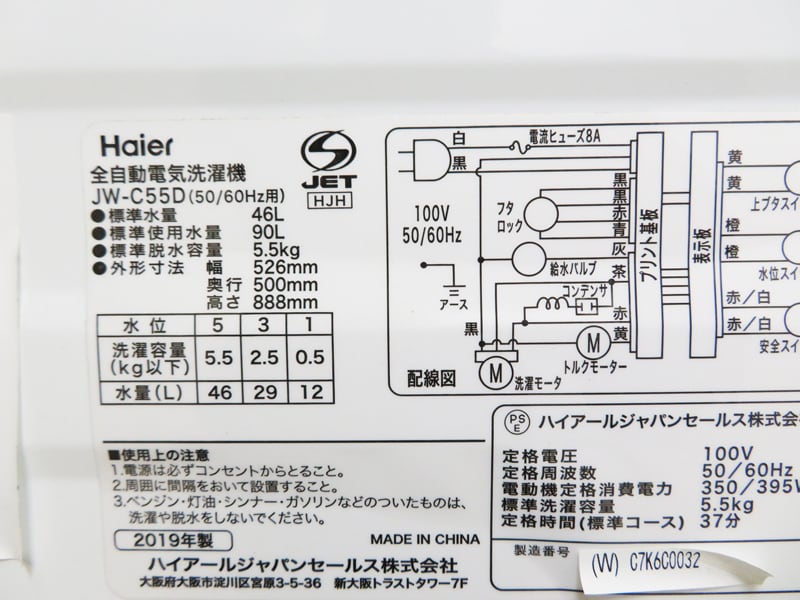 Haier
全自動電気洗濯機
JW-C55D(50/60Hz用)
●標準水量 46L
●標準使用水量 90L
●標準脱水容量 5.5kg
●外形寸法 幅 526mm
奥行 500mm
高さ 888mm
JET
HJH
水位 5 3 1
洗濯容量(kg以下) 5.5 2.5 0.5
水量(L) 46 29 12
白
電流ヒューズ8A
黒
100V
50/60Hz
アース
フタロック
黒
黒
赤
青
灰
給水バルブ
茶
コンデンサ
赤
黒
黄
M
洗濯モータ
M
トルクモーター
配線図
プリント基板
表示板
黄
黄
上ブタスイ
橙
橙
水位スイ
赤/白
赤/白
安全スイ
■使用上の注意
1.電源は必ずコンセントからとること。
2.周囲に間隔をおいて設置すること。
3.ベンジン・灯油・シンナー・ガソリンなどのついたものは、
洗濯や脱水をしないでください。
2019年製
MADE IN CHINA
ハイアールジャパンセールス株式会社
大阪府大阪市淀川区宮原3-5-36 新大阪トラストタワー7F
PSE ハイアールジャパンセールス株式会
定格電圧 100V
定格周波数 50/60Hz
電動機定格消費電力 350/395W
標準洗濯容量 5.5kg
定格時間(標準コース) 37分
製造番号
(W) C7K6C0032